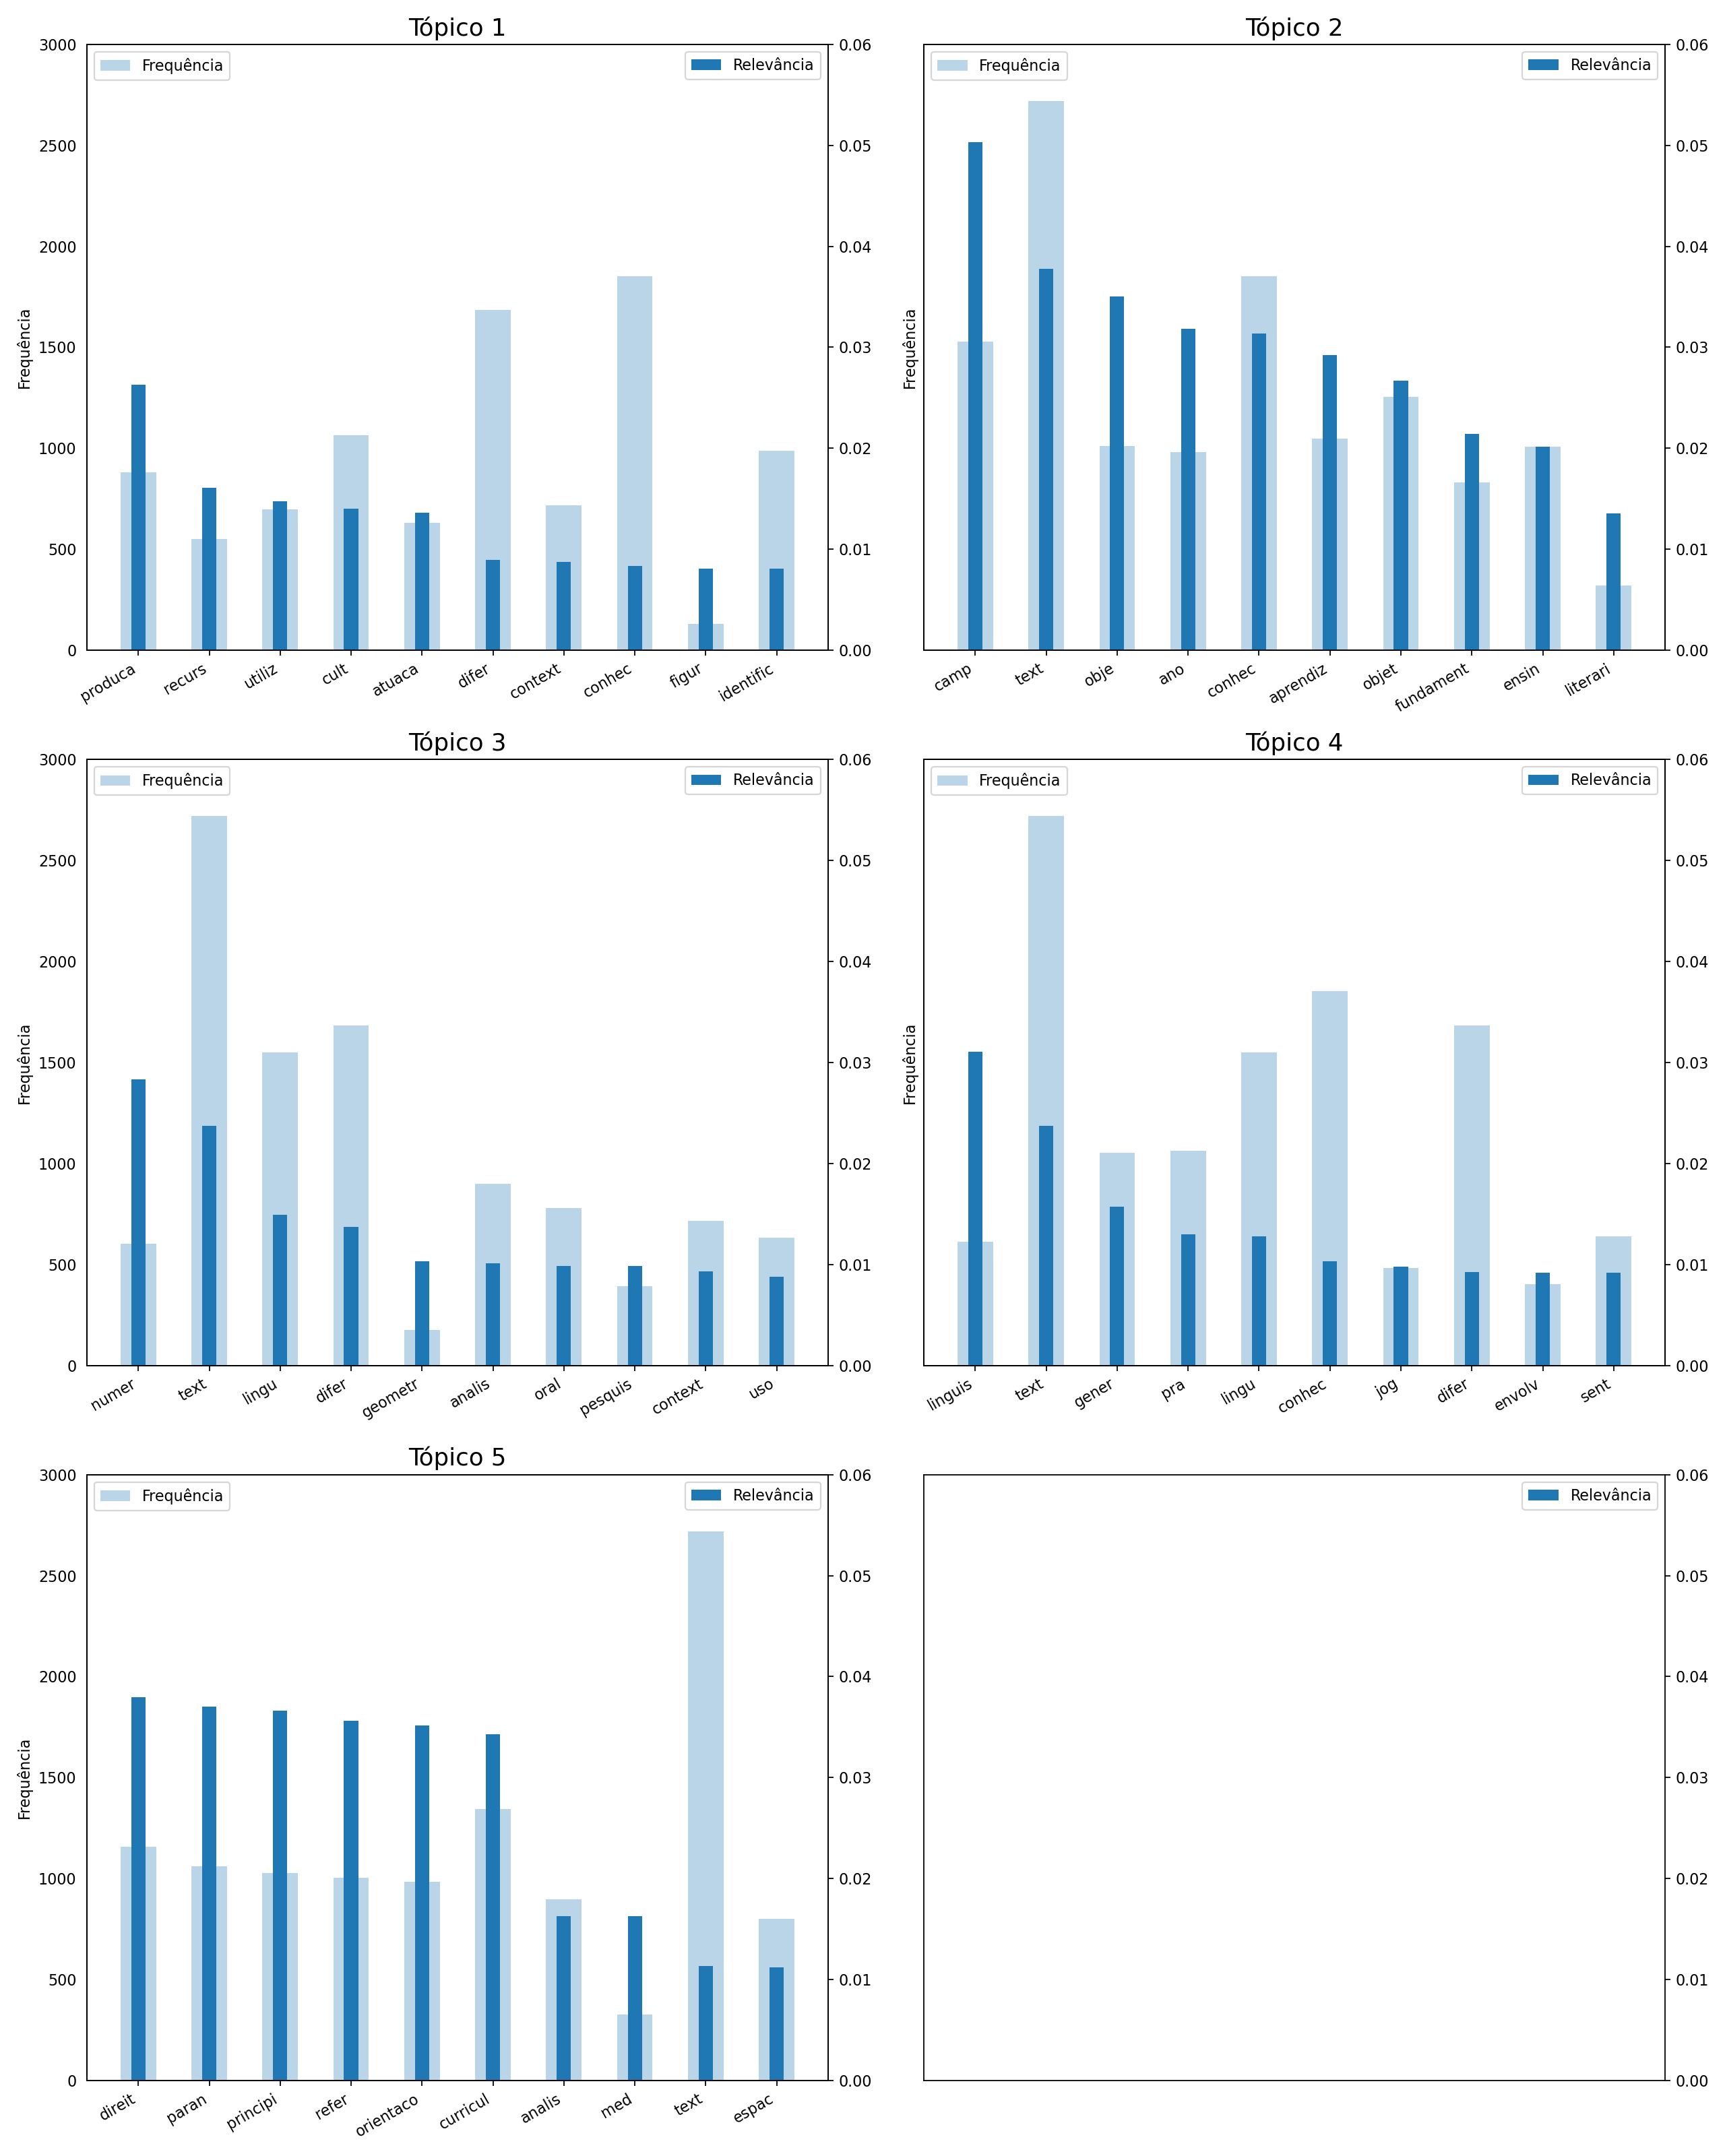 Tópico 1
3000
2500
2000
1500
1000
500
0
Frequência
Frequência
Relevância
0.06
0.05
0.04
0.03
0.02
0.01
0.00
produca recurs utiliz cult atuaca difer context conhec figur identific
Tópico 2
Frequência
Frequência
Relevância
0.06
0.05
0.04
0.03
0.02
0.01
0.00
camp text obje ano conhec aprendiz objet fundament ensin literari
Tópico 3
3000
2500
2000
1500
1000
500
0
Frequência
Frequência
Relevância
0.06
0.05
0.04
0.03
0.02
0.01
0.00
numer text lingu difer geometr analis oral pesquis context uso
Tópico 4
Frequência
Frequência
Relevância
0.06
0.05
0.04
0.03
0.02
0.01
0.00
linguis text gener pra lingu conhec jog difer envolv sent
Tópico 5
3000
2500
2000
1500
1000
500
0
Frequência
Frequência
Relevância
0.06
0.05
0.04
0.03
0.02
0.01
0.00
direit paran principi refer orientaco curricul analis med text espac
Relevância
0.06
0.05
0.04
0.03
0.02
0.01
0.00